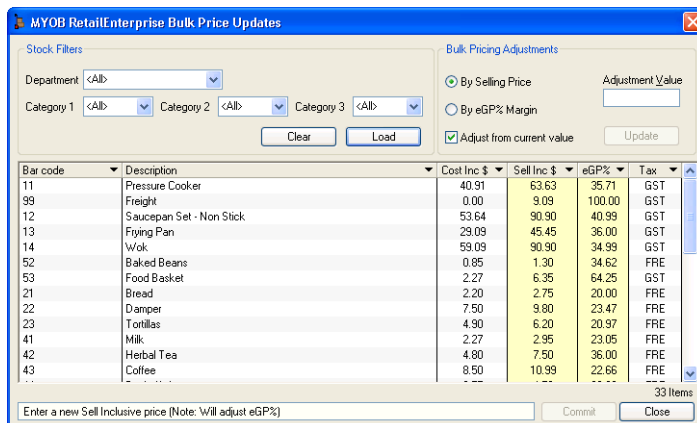 MYOB RetailEnterprise Bulk Price Updates
Stock Filters
Department <All>
Category 1 <All> Category 2 <All> Category 3 <All>
Clear Load
Bulk Pricing Adjustments
By Selling Price
By eGP% Margin
Adjust from current value
Adjustment Value
Update
Bar code Description Cost Inc $ Sell Inc $ eGP% Tax
11 Pressure Cooker 40.91 63.63 35.71 GST
99 Freight 0.00 9.09 100.00 GST
12 Saucepan Set - Non Stick 53.64 90.90 40.99 GST
13 Frying Pan 29.09 45.45 36.00 GST
14 Wok 59.09 90.90 34.99 GST
52 Baked Beans 0.85 1.30 34.62 FRE
53 Food Basket 2.27 6.35 64.25 GST
21 Bread 2.20 2.75 20.00 FRE
22 Damper 7.50 9.80 23.47 FRE
23 Tortillas 4.90 6.20 20.97 FRE
41 Milk 2.27 2.95 23.05 FRE
42 Herbal Tea 4.80 7.50 36.00 FRE
43 Coffee 8.50 10.99 22.66 FRE
33 Items
Enter a new Sell Inclusive price (Note: Will adjust eGP%)
Commit Close